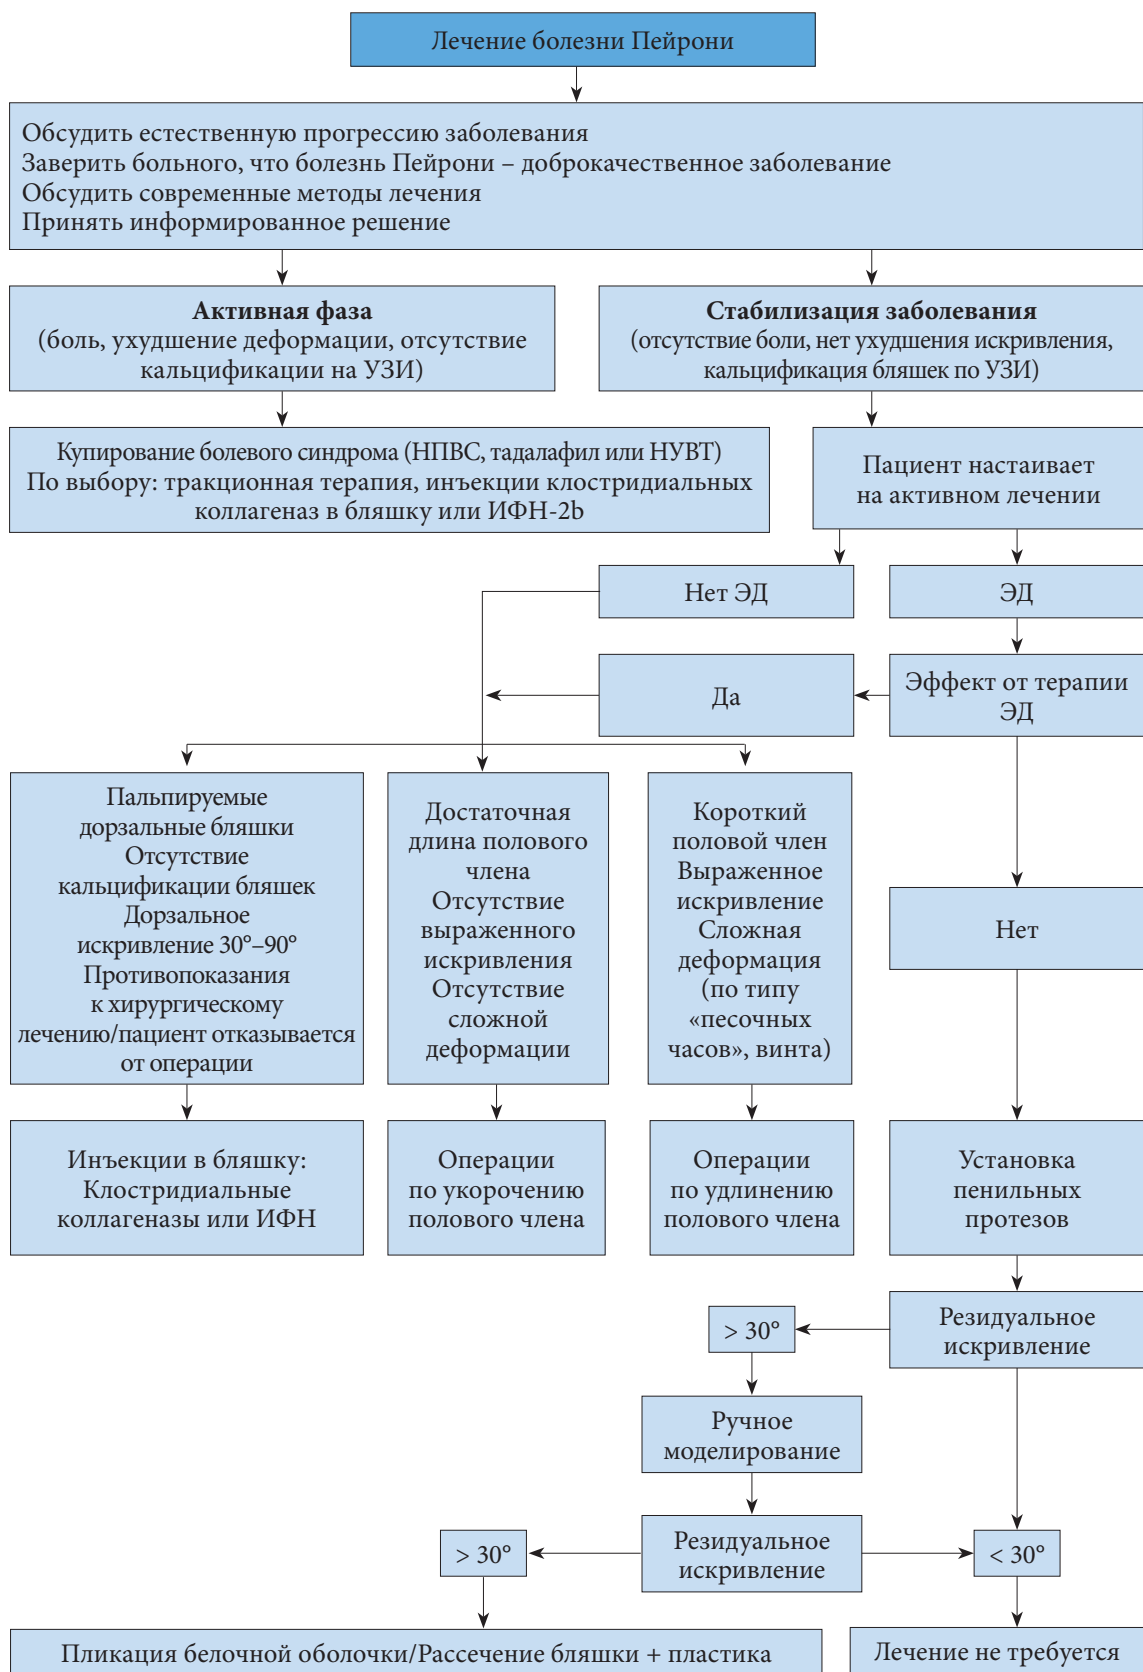 Лечение болезни Пейрони
Обсудить естественную прогрессию заболевания
Заверить больного, что болезнь Пейрони – доброкачественное заболевание
Обсудить современные методы лечения
Принять информированное решение
Активная фаза
(боль, ухудшение деформации, отсутствие
кальцификации на УЗИ)
Стабилизация заболевания
(отсутствие боли, нет ухудшения искривления,
кальцификация бляшек по УЗИ)
Купирование болевого синдрома (НПВС, тадалафил или НУВТ)
По выбору: тракционная терапия, инъекции клостридиальных
коллагеназ в бляшку или ИФН-2b
Пациент настаивает
на активном лечении
Нет ЭД
ЭД
Да
Эффект от терапии
ЭД
Пальпируемые
дорзальные бляшки
Отсутствие
кальцификации бляшек
Дорзальное
искривление 30°–90°
Противопоказания
к хирургическому
лечению/пациент отказывается
от операции
Достаточная
длина полового
члена
Отсутствие
выраженного
искривления
Отсутствие
сложной
деформации
Короткий
половой член
Выраженное
искривление
Сложная
деформация
(по типу
«песочных
часов», винта)
Нет
Инъекции в бляшку:
Клостридиальные
коллагеназы или ИФН
Операции
по укорочению
полового члена
Операции
по удлинению
полового члена
Установка
пенильных
протезов
> 30°
Резидуальное
искривление
Ручное
моделирование
> 30°
Резидуальное
искривление
< 30°
Пликация белочной оболочки/Рассечение бляшки + пластика
Лечение не требуется